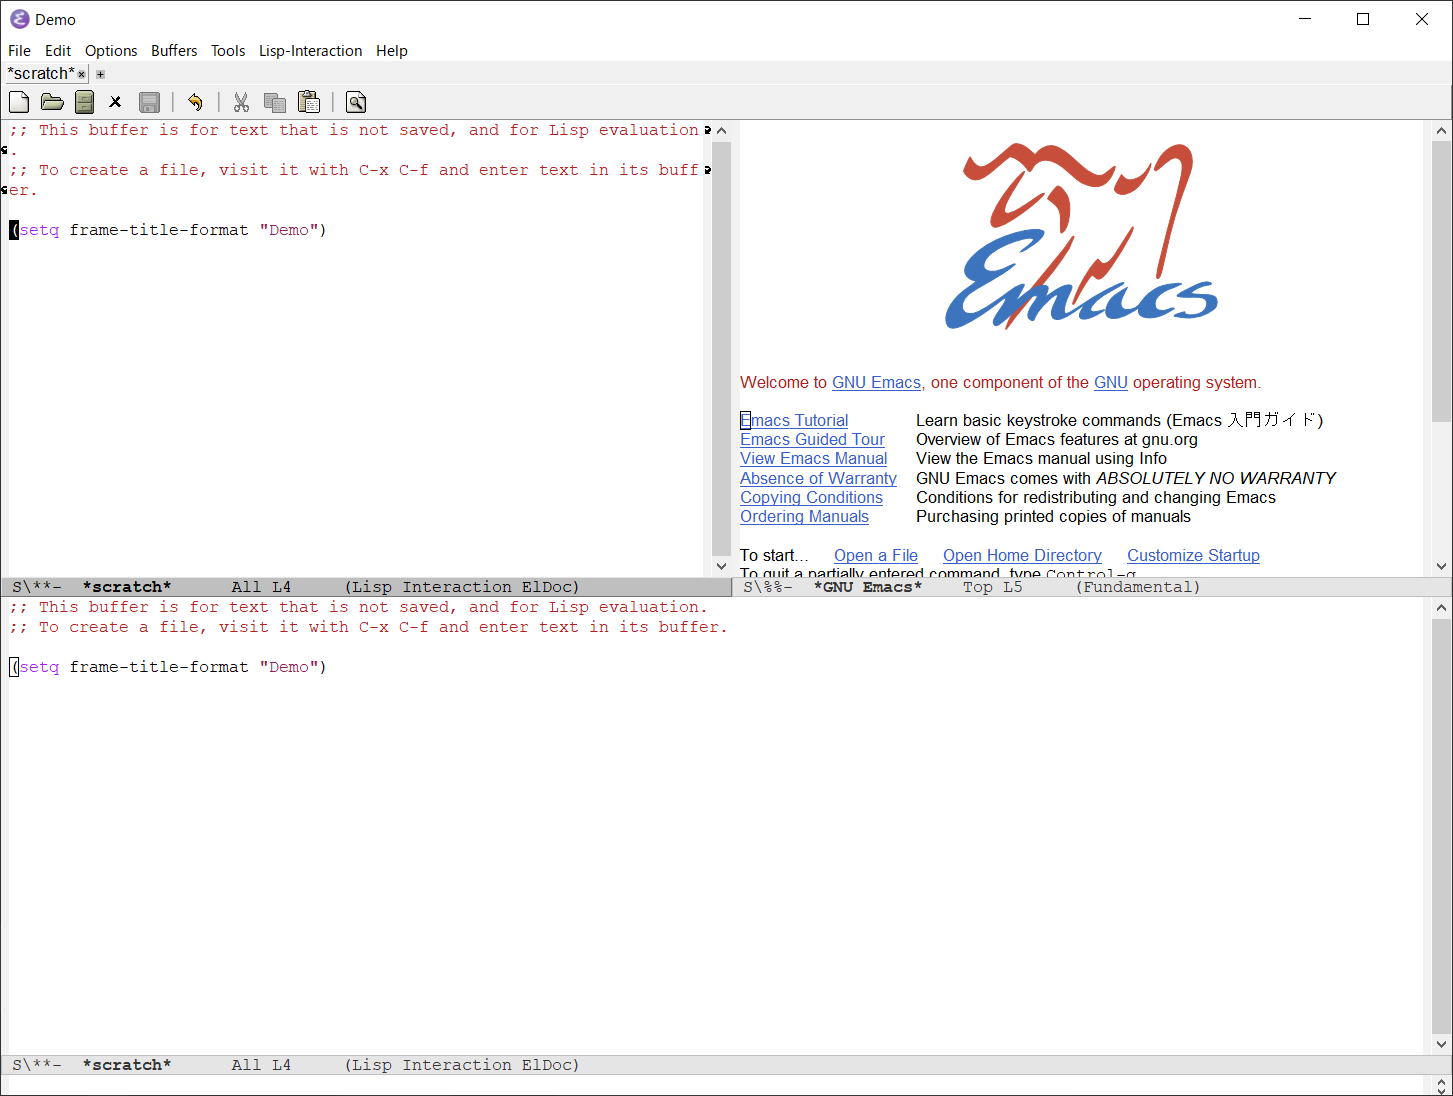 Demo
File Edit Options Buffers Tools Lisp-Interaction Help
*scratch*
;; This buffer is for text that is not saved, and for Lisp evaluation
.
;; To create a file, visit it with C-x C-f and enter text in its buff
er.
(setq frame-title-format "Demo")
S\**-  *scratch*      All L4     (Lisp Interaction ElDoc)
Emacs
Welcome to GNU Emacs, one component of the GNU operating system.
Emacs Tutorial Learn basic keystroke commands (Emacs 入門ガイド)
Emacs Guided Tour Overview of Emacs features at gnu.org
View Emacs Manual View the Emacs manual using Info
Absence of Warranty GNU Emacs comes with ABSOLUTELY NO WARRANTY
Copying Conditions Conditions for redistributing and changing Emacs
Ordering Manuals Purchasing printed copies of manuals
To start... Open a File Open Home Directory Customize Startup
To quit a partially entered command, type Control-g
S\%%-  *GNU Emacs*    Top L5     (Fundamental)
;; This buffer is for text that is not saved, and for Lisp evaluation.
;; To create a file, visit it with C-x C-f and enter text in its buffer.
(setq frame-title-format "Demo")
S\**-  *scratch*      All L4     (Lisp Interaction ElDoc)